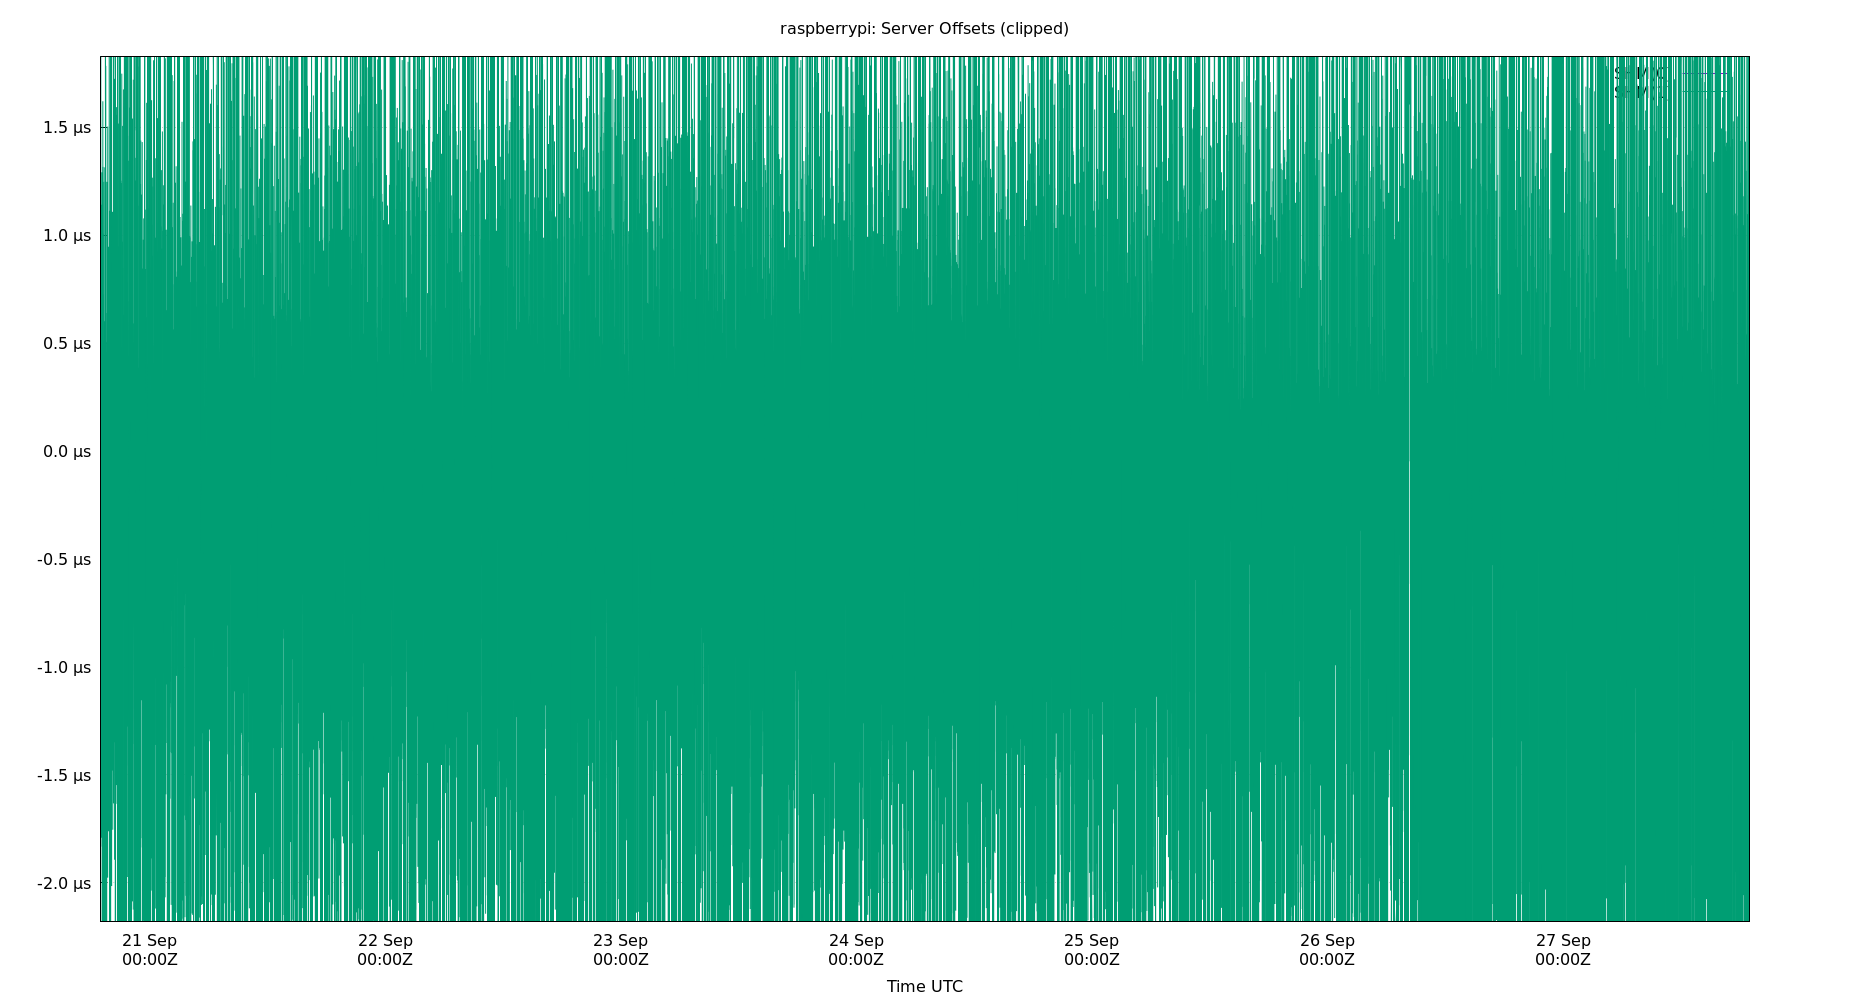 raspberrypi: Server Offsets (clipped)
1.5 µs
1.0 µs
0.5 µs
0.0 µs
-0.5 µs
-1.0 µs
-1.5 µs
-2.0 µs
21 Sep 22 Sep 23 Sep 24 Sep 25 Sep 26 Sep 27 Sep
00:00Z 00:00Z 00:00Z 00:00Z 00:00Z 00:00Z 00:00Z
Time UTC